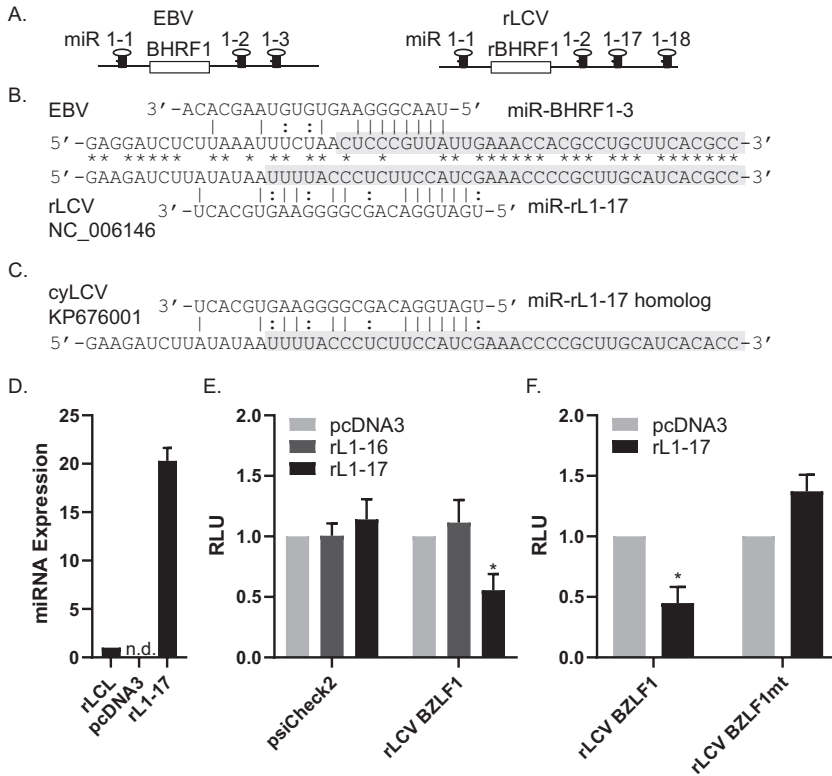 A.
EBV
miR 1-1 BHRF1 1-2 1-3
rLCV
miR 1-1 rBHRF1 1-2 1-17 1-18
B.
EBV 3’-ACACGAAUGUGUGAAGGGCAAU-5’ miR-BHRF1-3
5’-GAGGAUCUCUUAAAUUUCUAACUCCCGUUAUUGAAACCACGCCUGCUUCACGCC-3’
5’-GAAGAUCUUAUAUAAUUUUACCCUCUUCCAUCGAAACCCCGCUUGCAUCACGCC-3’
rLCV 3’-UCACGUGAAGGGGCGACAGGUAGU-5’ miR-rL1-17
NC_006146
C.
cyLCV 3’-UCACGUGAAGGGGCGACAGGUAGU-5’ miR-rL1-17 homolog
KP676001
5’-GAAGAUCUUAUAUAAUUUUACCCUCUUCCAUCGAAACCCCGCUUGCAUCACACC-3’
D.
miRNA Expression
25
20
15
10
5
0
n.d.
rLCL
pcDNA3
rL1-17
E.
RLU
2.0
1.5
1.0
0.5
0.0
pcDNA3
rL1-16
rL1-17
*
psiCheck2
rLCV BZLF1
F.
RLU
2.0
1.5
1.0
0.5
0.0
pcDNA3
rL1-17
*
rLCV BZLF1
rLCV BZLF1mt